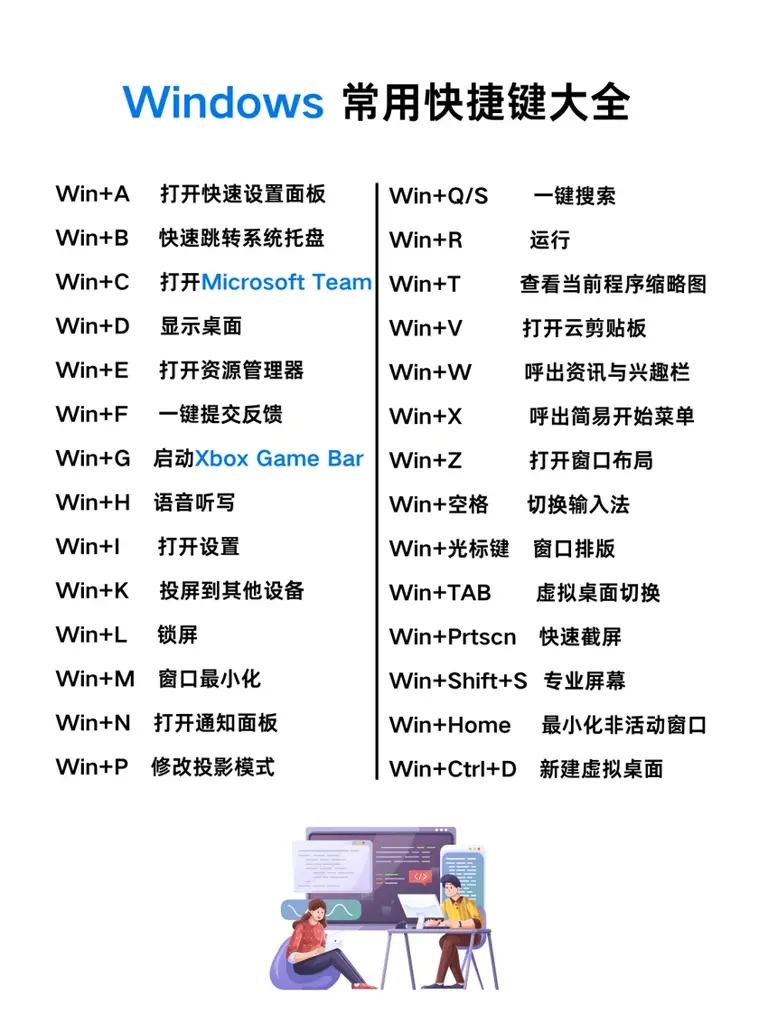 Windows 常用快捷键大全
Win+A 打开快速设置面板
Win+B 快速跳转系统托盘
Win+C 打开Microsoft Team
Win+D 显示桌面
Win+E 打开资源管理器
Win+F 一键提交反馈
Win+G 启动Xbox Game Bar
Win+H 语音听写
Win+I 打开设置
Win+K 投屏到其他设备
Win+L 锁屏
Win+M 窗口最小化
Win+N 打开通知面板
Win+P 修改投影模式
Win+Q/S 一键搜索
Win+R 运行
Win+T 查看当前程序缩略图
Win+V 打开云剪贴板
Win+W 呼出资讯与兴趣栏
Win+X 呼出简易开始菜单
Win+Z 打开窗口布局
Win+空格 切换输入法
Win+光标键 窗口排版
Win+TAB 虚拟桌面切换
Win+Prtscn 快速截屏
Win+Shift+S 专业屏幕
Win+Home 最小化非活动窗口
Win+Ctrl+D 新建虚拟桌面